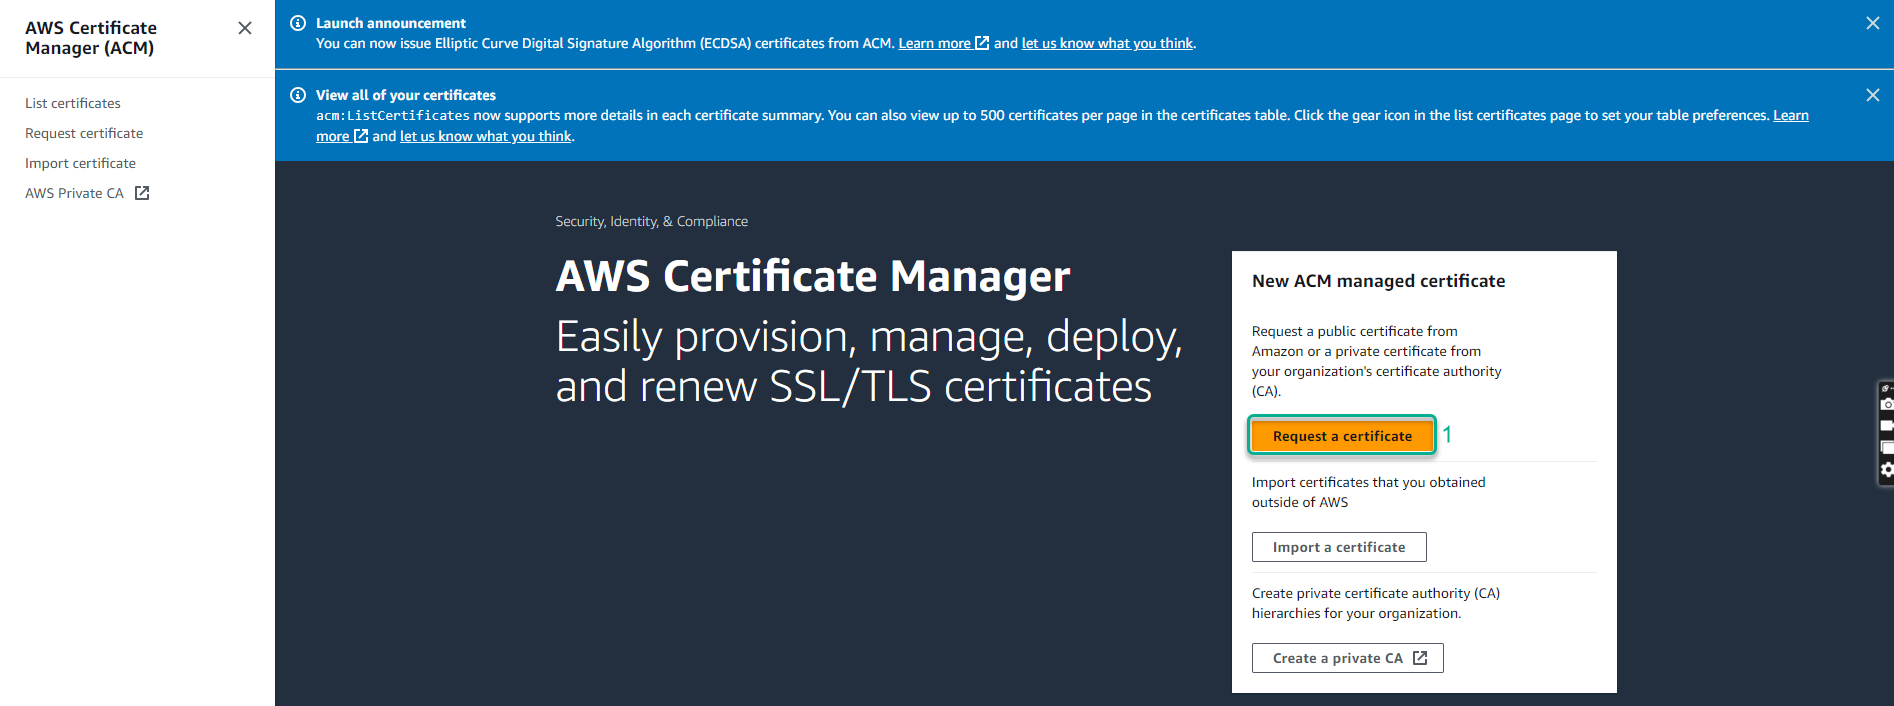 AWS Certificate
Manager (ACM)
List certificates
Request certificate
Import certificate
AWS Private CA
Launch announcement
You can now issue Elliptic Curve Digital Signature Algorithm (ECDSA) certificates from ACM. Learn more and let us know what you think.
View all of your certificates
acm:ListCertificates now supports more details in each certificate summary. You can also view up to 500 certificates per page in the certificates table. Click the gear icon in the list certificates page to set your table preferences. Learn
more and let us know what you think.
Security, Identity, & Compliance
AWS Certificate Manager
Easily provision, manage, deploy,
and renew SSL/TLS certificates
New ACM managed certificate
Request a public certificate from
Amazon or a private certificate from
your organization's certificate authority
(CA).
Request a certificate 1
Import certificates that you obtained
outside of AWS
Import a certificate
Create private certificate authority (CA)
hierarchies for your organization.
Create a private CA